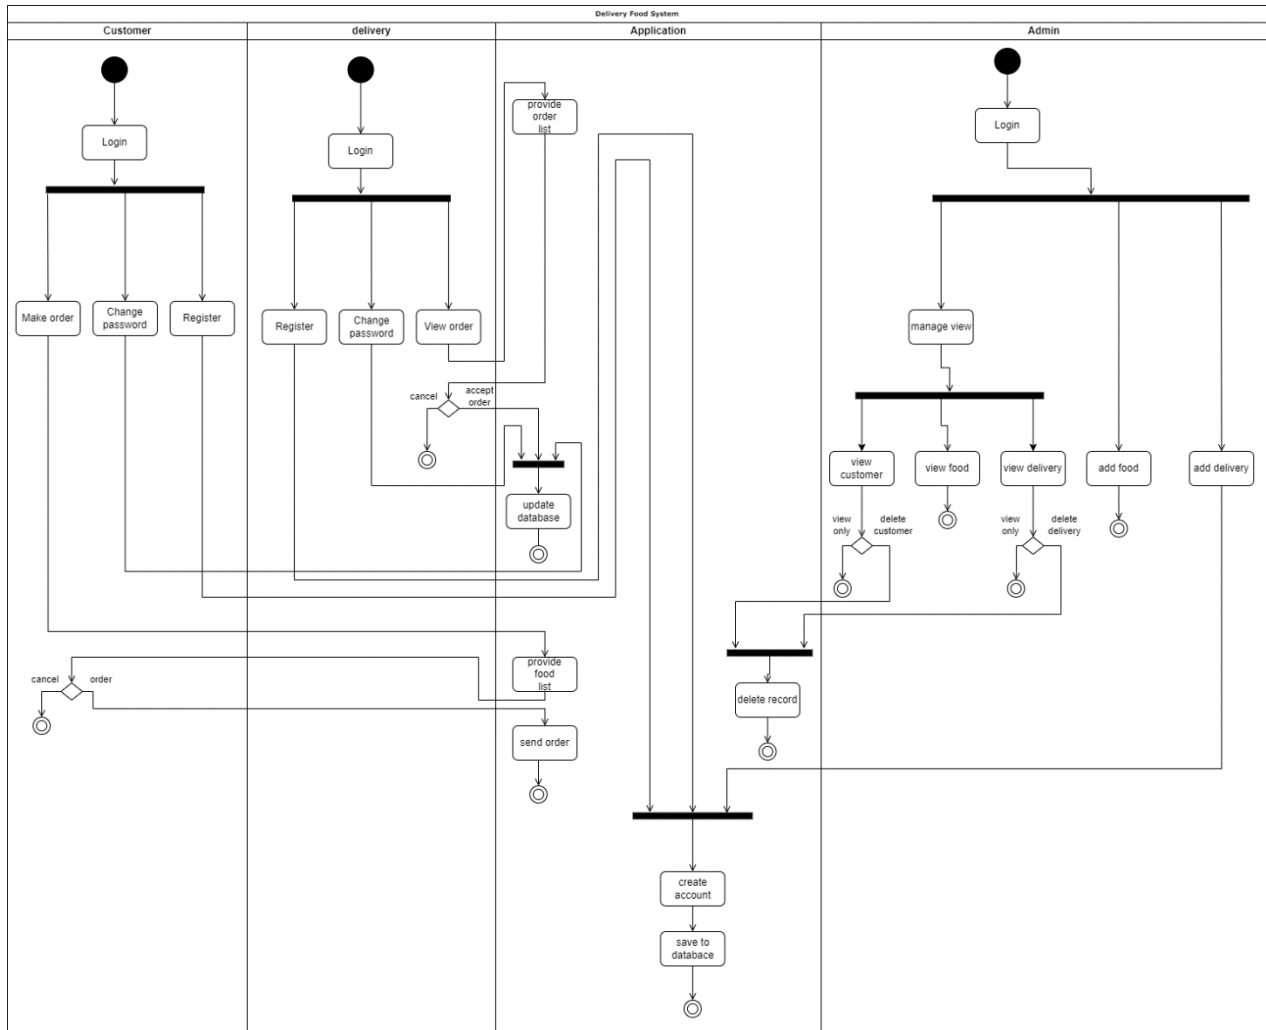 Delivery Food System
Customer
delivery
Application
Admin
Login
Make order
Change
password
Register
cancel
order
Login
Register
Change
password
View order
cancel
accept
order
provide
order
list
update
database
provide
food
list
send order
delete record
create
account
save to
databace
Login
manage view
view
customer
view food
view delivery
add food
add delivery
view
only
delete
customer
view
only
delete
delivery